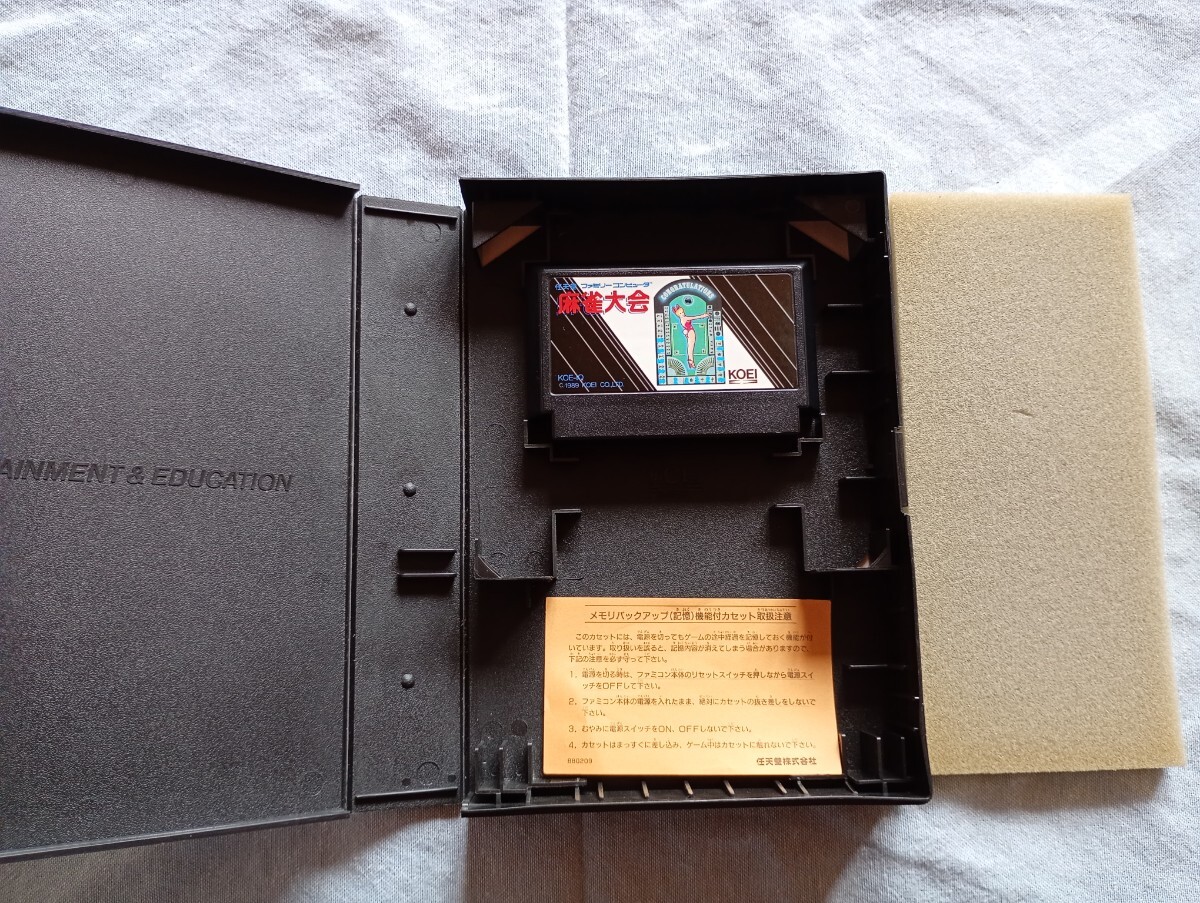 AINMENT & EDUCATION
任天堂 ファミリーコンピュータ
麻雀大会
CONGRATULATIONS
KOE-IQ
© 1989 KOEI CO.,LTD.
KOEI
メモリバックアップ(記憶)機能付カセット取扱注意
このカセットには、電源を切ってもゲームの途中経過を記憶しておく機能が付
いています。取り扱いを誤ると、記憶内容が消えてしまう場合がありますので、
下記の注意を必ず守って下さい。
1. 電源を切る時は、ファミコン本体のリセットスイッチを押しながら電源スイ
ッチをOFFして下さい。
2. ファミコン本体の電源を入れたまま、絶対にカセットの抜き差しをしないで
下さい。
3. むやみに電源スイッチをON、OFFしないで下さい。
4. カセットはまっすぐに差し込み、ゲーム中はカセットに触れないで下さい。
880209
任天堂株式会社